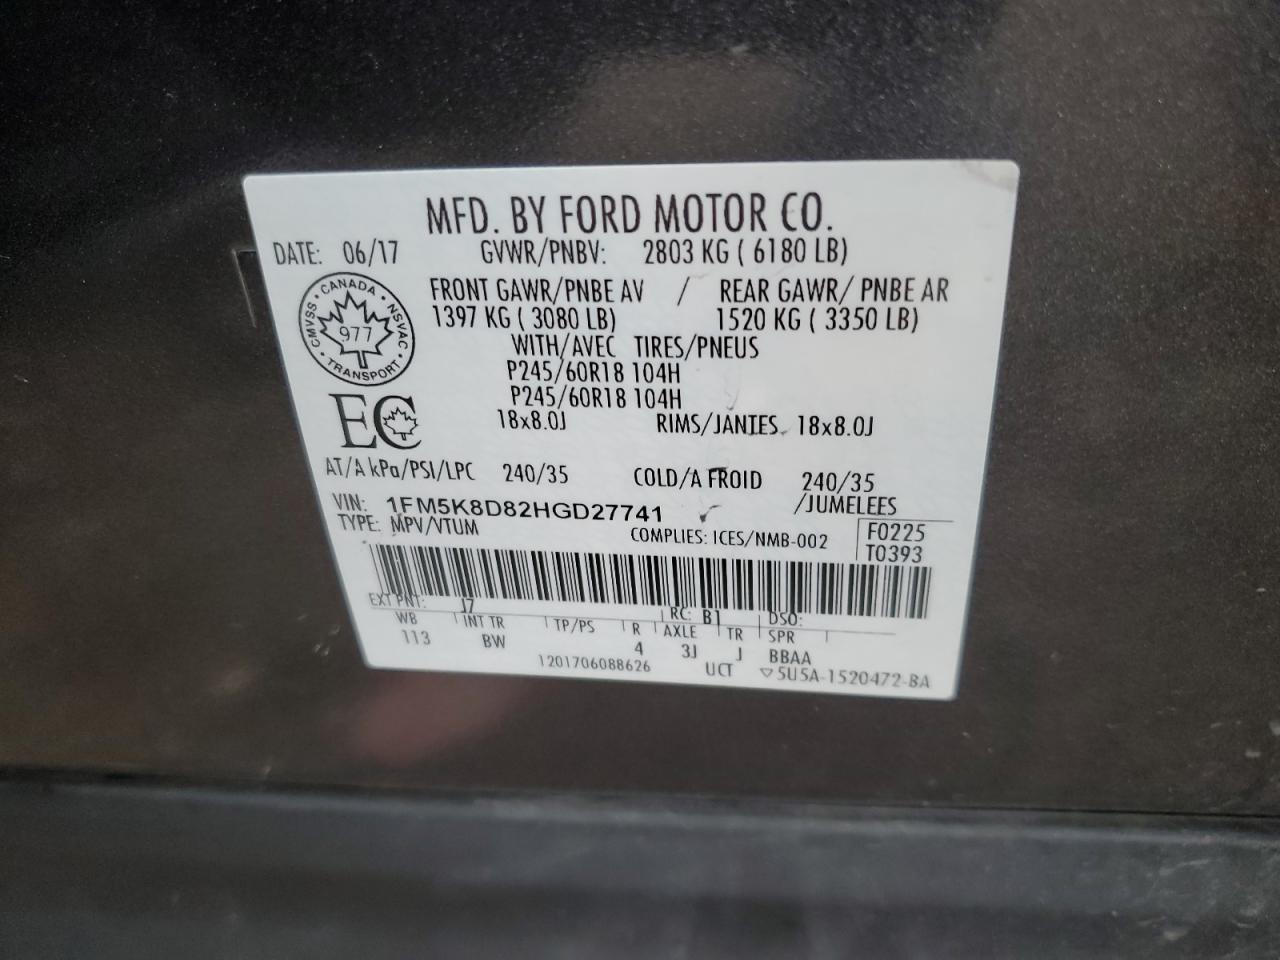 MFD. BY FORD MOTOR CO.
DATE: 06/17 GVWR/PNBV: 2803 KG ( 6180 LB)
FRONT GAWR/PNBE AV / REAR GAWR/ PNBE AR
1397 KG ( 3080 LB) 1520 KG ( 3350 LB)
CMVSS · CANADA · NSVAC · TRANSPORT ·
977
WITH/AVEC TIRES/PNEUS
P245/60R18 104H
P245/60R18 104H
EC
18x8.0J RIMS/JANTES 18x8.0J
AT/A kPa/PSI/LPC 240/35 COLD/A FROID 240/35
/JUMELEES
VIN: 1FM5K8D82HGD27741
TYPE: MPV/VTUM COMPLIES: ICES/NMB-002
F0225
T0393
EXT PNT: J7 RC: B1 DSO:
WB INT TR TP/PS R AXLE TR SPR
113 BW 4 3J J BBAA
1201706088626 UCT ▽5U5A-1520472-BA